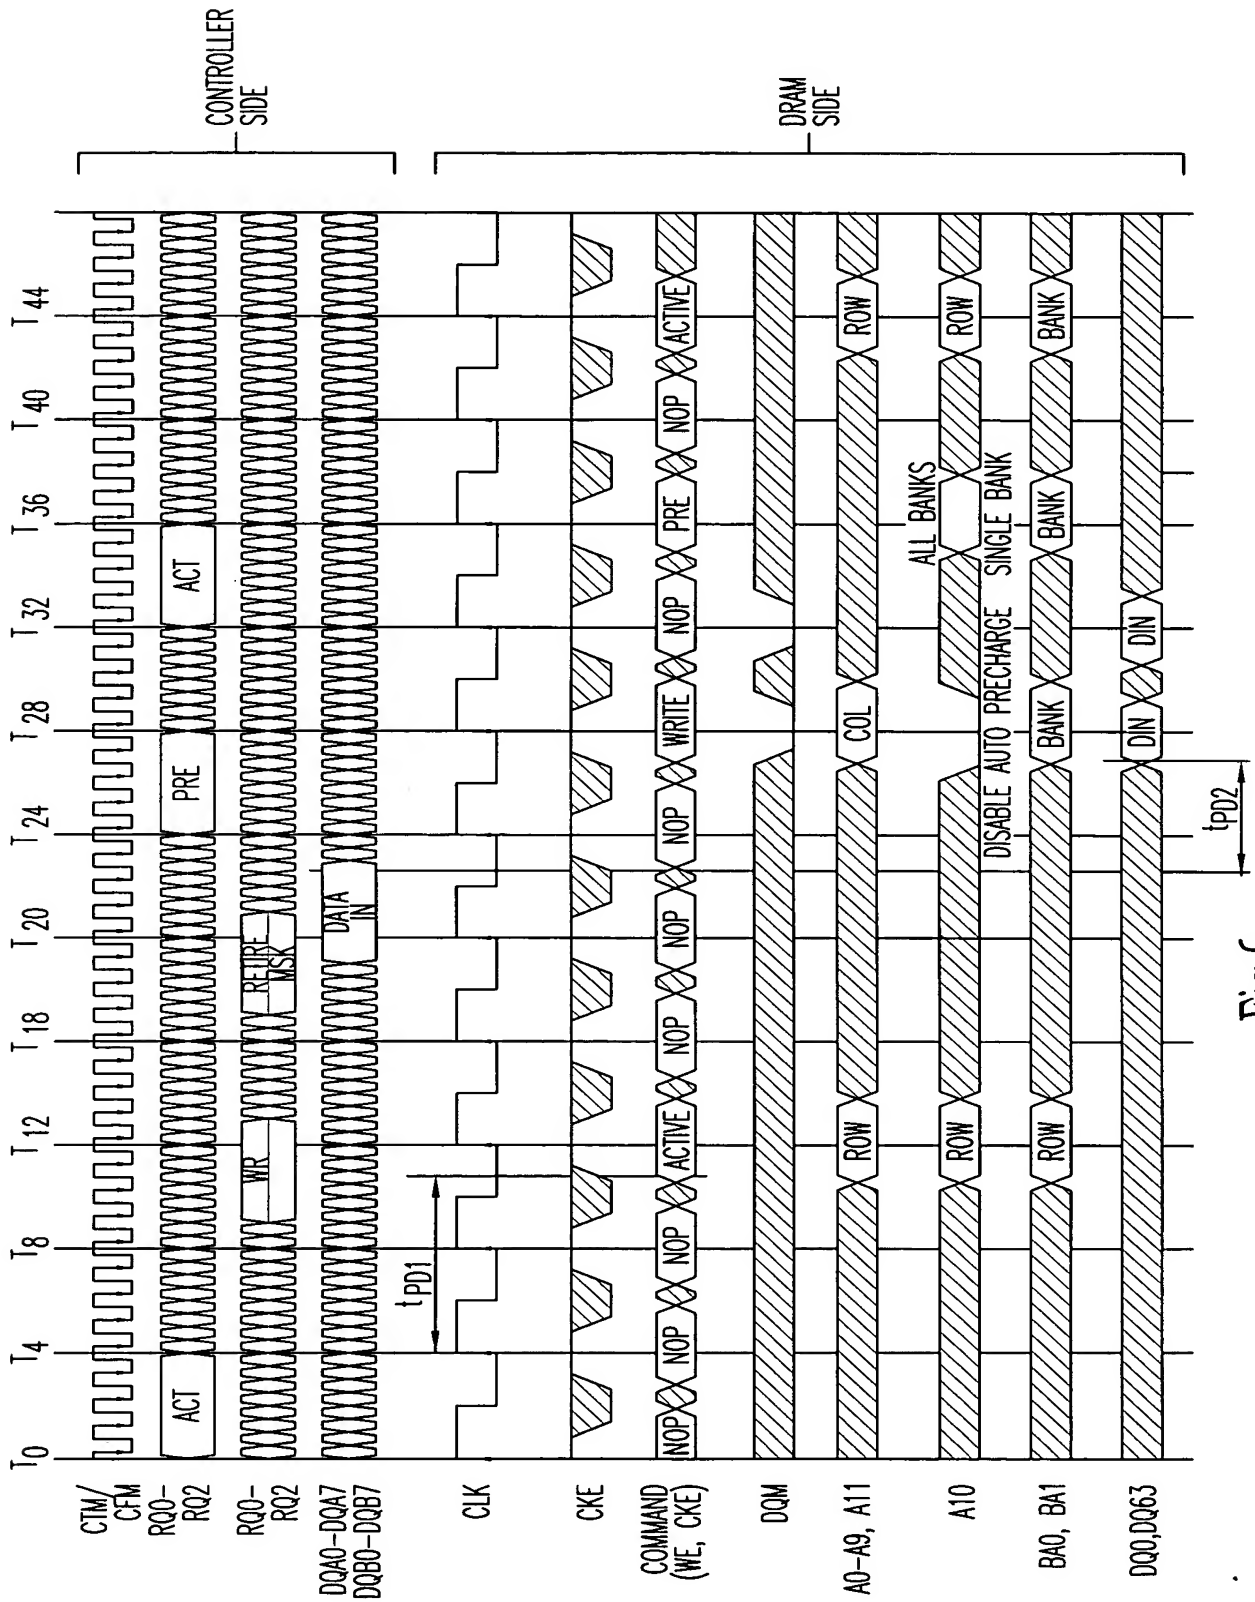 T0 T4 T8 T12 T18 T20 T24 T28 T32 T36 T40 T44
CTM/
CFM
RQ0-
RQ2
ACT PRE ACT
RQ0-
RQ2
WR RETIRE
MSK
DQA0-DQA7
DQB0-DQB7
DATA
IN
CONTROLLER
SIDE
tPD1
CLK
CKE
COMMAND
(WE, CKE)
NOP NOP NOP ACTIVE NOP NOP NOP WRITE NOP PRE NOP ACTIVE
DQM
DRAM
SIDE
A0-A9, A11
ROW COL ROW
ALL BANKS
A10
ROW ROW
DISABLE AUTO PRECHARGE SINGLE BANK
BA0, BA1
ROW BANK BANK BANK
DQ0,DQ63
DIN DIN
tPD2